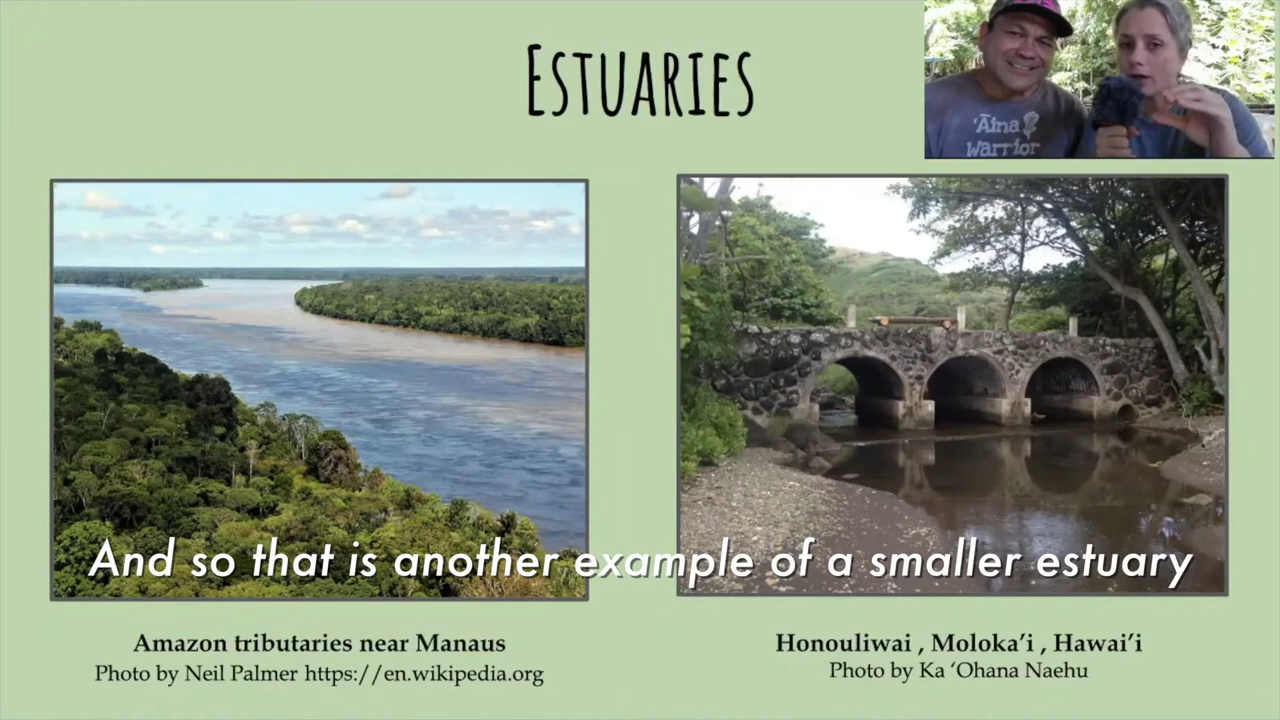 Estuaries
'Āina
Warrior
And so that is another example of a smaller estuary
Amazon tributaries near Manaus
Photo by Neil Palmer https://en.wikipedia.org
Honouliwai , Moloka’i , Hawai’i
Photo by Ka ‘Ohana Naehu